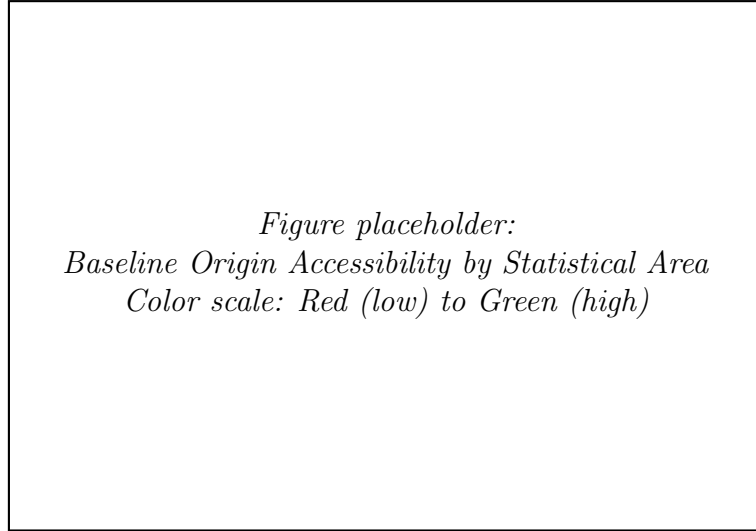 Figure placeholder:
Baseline Origin Accessibility by Statistical Area
Color scale: Red (low) to Green (high)